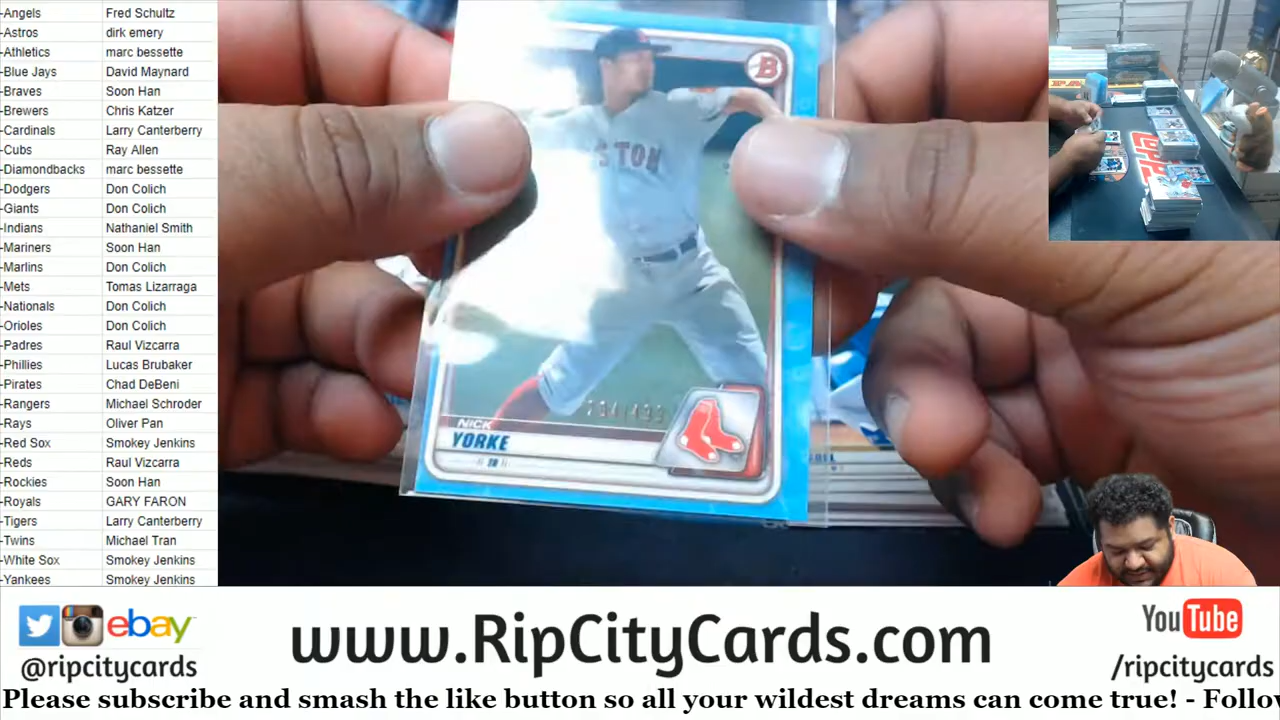 -Angels Fred Schultz
-Astros dirk emery
-Athletics marc bessette
-Blue Jays David Maynard
-Braves Soon Han
-Brewers Chris Katzer
-Cardinals Larry Canterberry
-Cubs Ray Allen
-Diamondbacks marc bessette
-Dodgers Don Colich
-Giants Don Colich
-Indians Nathaniel Smith
-Mariners Soon Han
-Marlins Don Colich
-Mets Tomas Lizarraga
-Nationals Don Colich
-Orioles Don Colich
-Padres Raul Vizcarra
-Phillies Lucas Brubaker
-Pirates Chad DeBeni
-Rangers Michael Schroder
-Rays Oliver Pan
-Red Sox Smokey Jenkins
-Reds Raul Vizcarra
-Rockies Soon Han
-Royals GARY FARON
-Tigers Larry Canterberry
-Twins Michael Tran
-White Sox Smokey Jenkins
-Yankees Smokey Jenkins
B
STON
NICK
YORKE
ebay
@ripcitycards
www.RipCityCards.com
YouTube
/ripcitycards
Please subscribe and smash the like button so all your wildest dreams can come true! - Follo